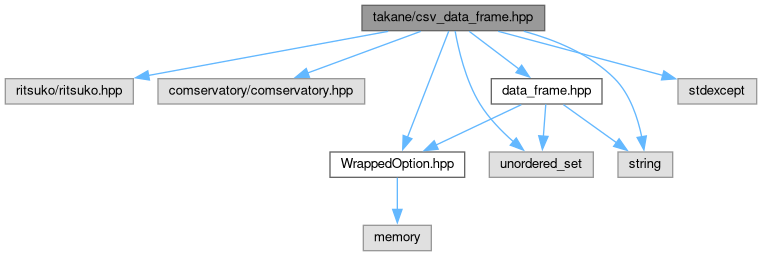 takane/csv_data_frame.hpp
ritsuko/ritsuko.hpp
comservatory/comservatory.hpp
data_frame.hpp
stdexcept
WrappedOption.hpp
unordered_set
string
memory